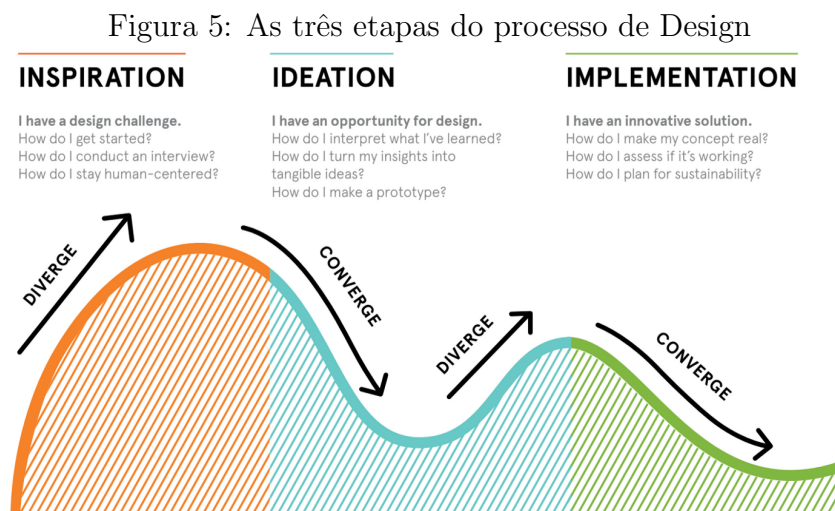 Figura 5: As três etapas do processo de Design
INSPIRATION
I have a design challenge.
How do I get started?
How do I conduct an interview?
How do I stay human-centered?
IDEATION
I have an opportunity for design.
How do I interpret what I've learned?
How do I turn my insights into
tangible ideas?
How do I make a prototype?
IMPLEMENTATION
I have an innovative solution.
How do I make my concept real?
How do I assess if it's working?
How do I plan for sustainability?
DIVERGE
CONVERGE
DIVERGE
CONVERGE